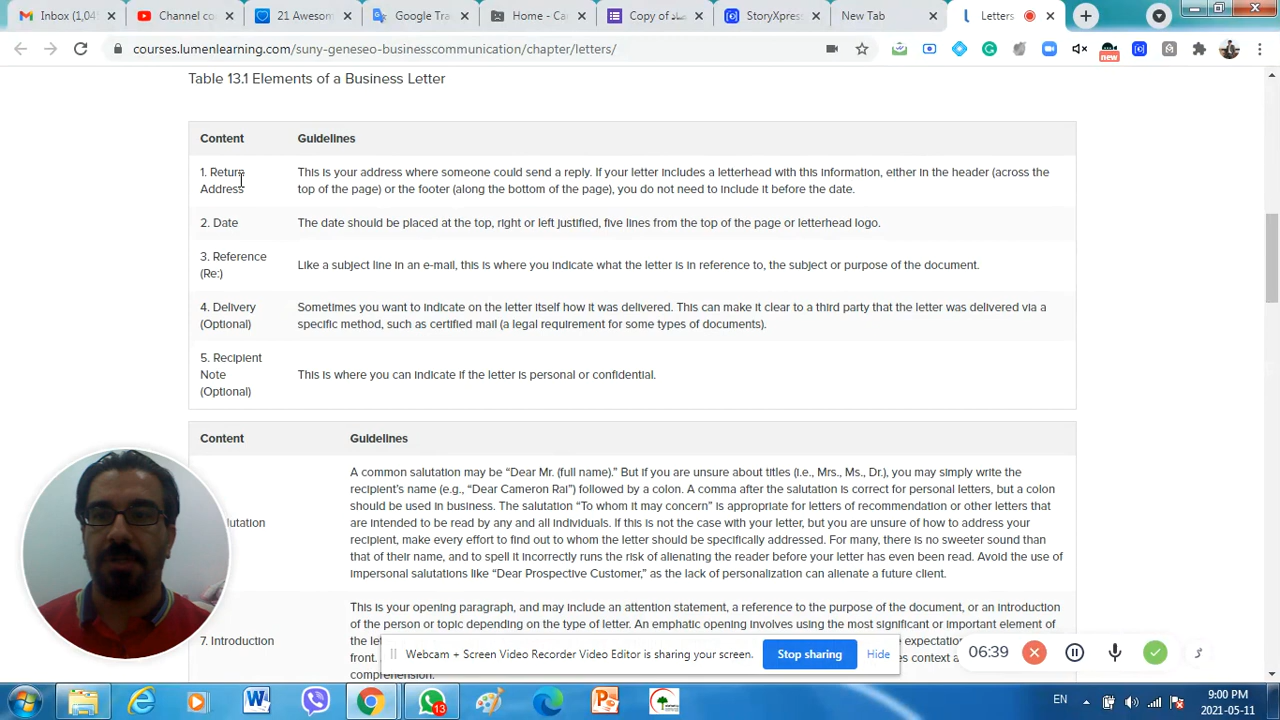 Inbox (1,04
Channel co
21 Awesom
Google Tra
Home - Ca
Copy of
StoryXpres
New Tab
Letters
courses.lumenlearning.com/suny-geneseo-businesscommunication/chapter/letters/
new
Table 13.1 Elements of a Business Letter
Content Guidelines
1. Return
Address
This is your address where someone could send a reply. If your letter includes a letterhead with this information, either in the header (across the
top of the page) or the footer (along the bottom of the page), you do not need to include it before the date.
2. Date The date should be placed at the top, right or left justified, five lines from the top of the page or letterhead logo.
3. Reference
(Re:)
Like a subject line in an e-mail, this is where you indicate what the letter is in reference to, the subject or purpose of the document.
4. Delivery
(Optional)
Sometimes you want to indicate on the letter itself how it was delivered. This can make it clear to a third party that the letter was delivered via a
specific method, such as certified mail (a legal requirement for some types of documents).
5. Recipient
Note
(Optional)
This is where you can indicate if the letter is personal or confidential.
Content Guidelines
lutation
A common salutation may be “Dear Mr. (full name).” But if you are unsure about titles (i.e., Mrs., Ms., Dr.), you may simply write the
recipient’s name (e.g., “Dear Cameron Rai”) followed by a colon. A comma after the salutation is correct for personal letters, but a colon
should be used in business. The salutation “To whom it may concern” is appropriate for letters of recommendation or other letters
that are intended to be read by any and all individuals. If this is not the case with your letter, but you are unsure of how to address your
recipient, make every effort to find out to whom the letter should be specifically addressed. For many, there is no sweeter sound than
that of their name, and to spell it incorrectly runs the risk of alienating the reader before your letter has even been read. Avoid the use of
impersonal salutations like “Dear Prospective Customer,” as the lack of personalization can alienate a future client.
7. Introduction
This is your opening paragraph, and may include an attention statement, a reference to the purpose of the document, or an introduction
of the person or topic depending on the type of letter. An emphatic opening involves using the most significant or important element of
the let expectation
front. es context a
comprehension.
Webcam + Screen Video Recorder Video Editor is sharing your screen.
Stop sharing
Hide
06:39
13
EN
9:00 PM
2021-05-11